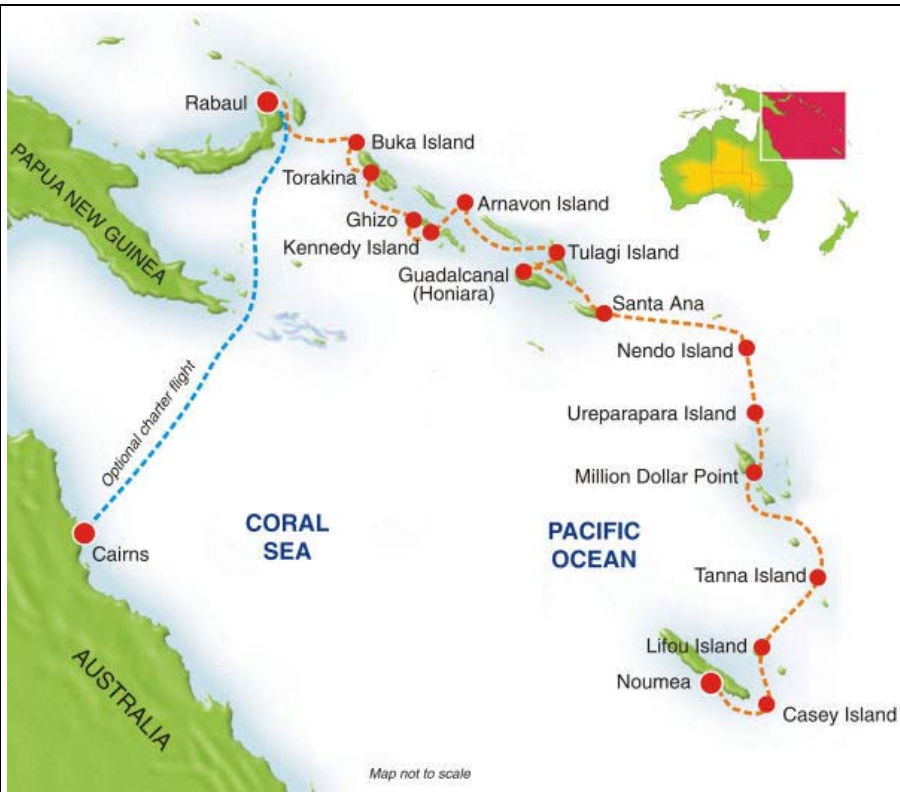 Rabaul
Buka Island
PAPUA NEW GUINEA
Torakina
Arnavon Island
Ghizo
Kennedy Island
Tulagi Island
Guadalcanal
(Honiara)
Santa Ana
Nendo Island
Optional charter flight
Ureparapara Island
Million Dollar Point
CORAL
SEA
PACIFIC
OCEAN
Cairns
Tanna Island
Lifou Island
AUSTRALIA
Noumea
Casey Island
Map not to scale